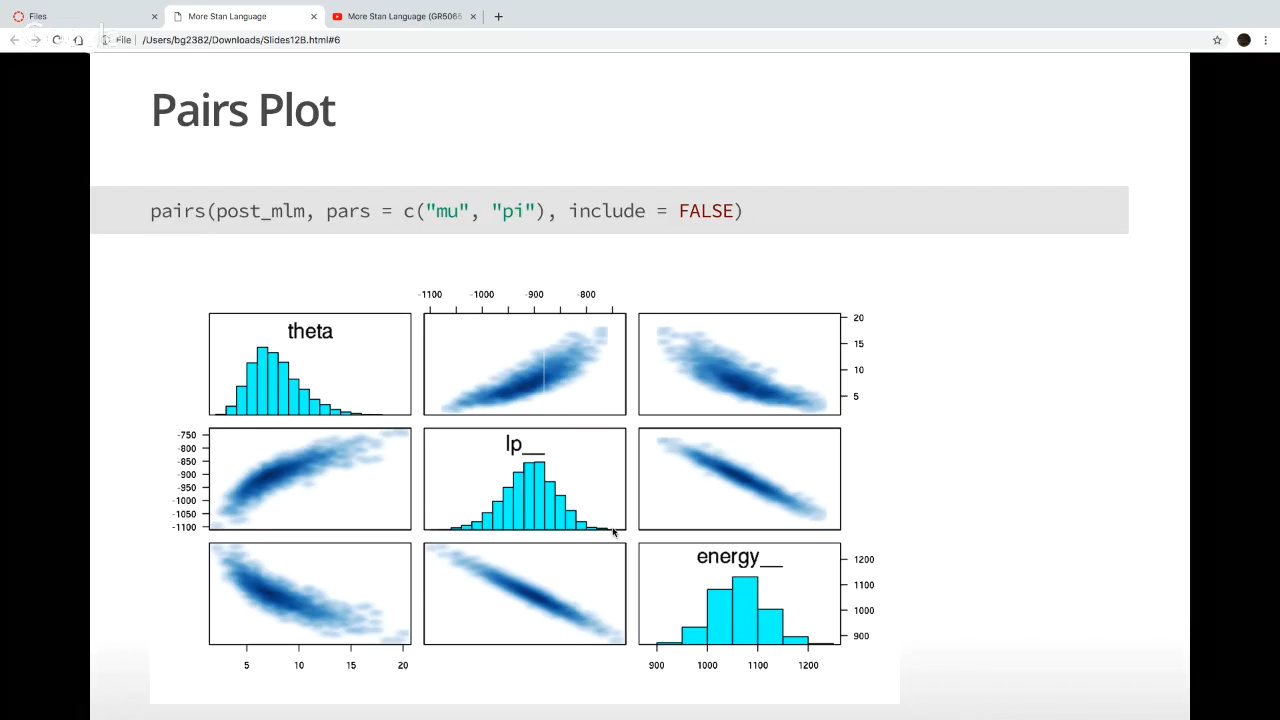 Files
More Stan Language
More Stan Language (GR5065
File /Users/bg2382/Downloads/Slides12B.html#6
Pairs Plot
pairs(post_mlm, pars = c("mu", "pi"), include = FALSE)
-1100 -1000 -900 -800
theta
20
15
10
5
-750
-800
-850
-900
-950
-1000
-1050
-1100
lp__
energy__
1200
1100
1000
900
5 10 15 20
900 1000 1100 1200